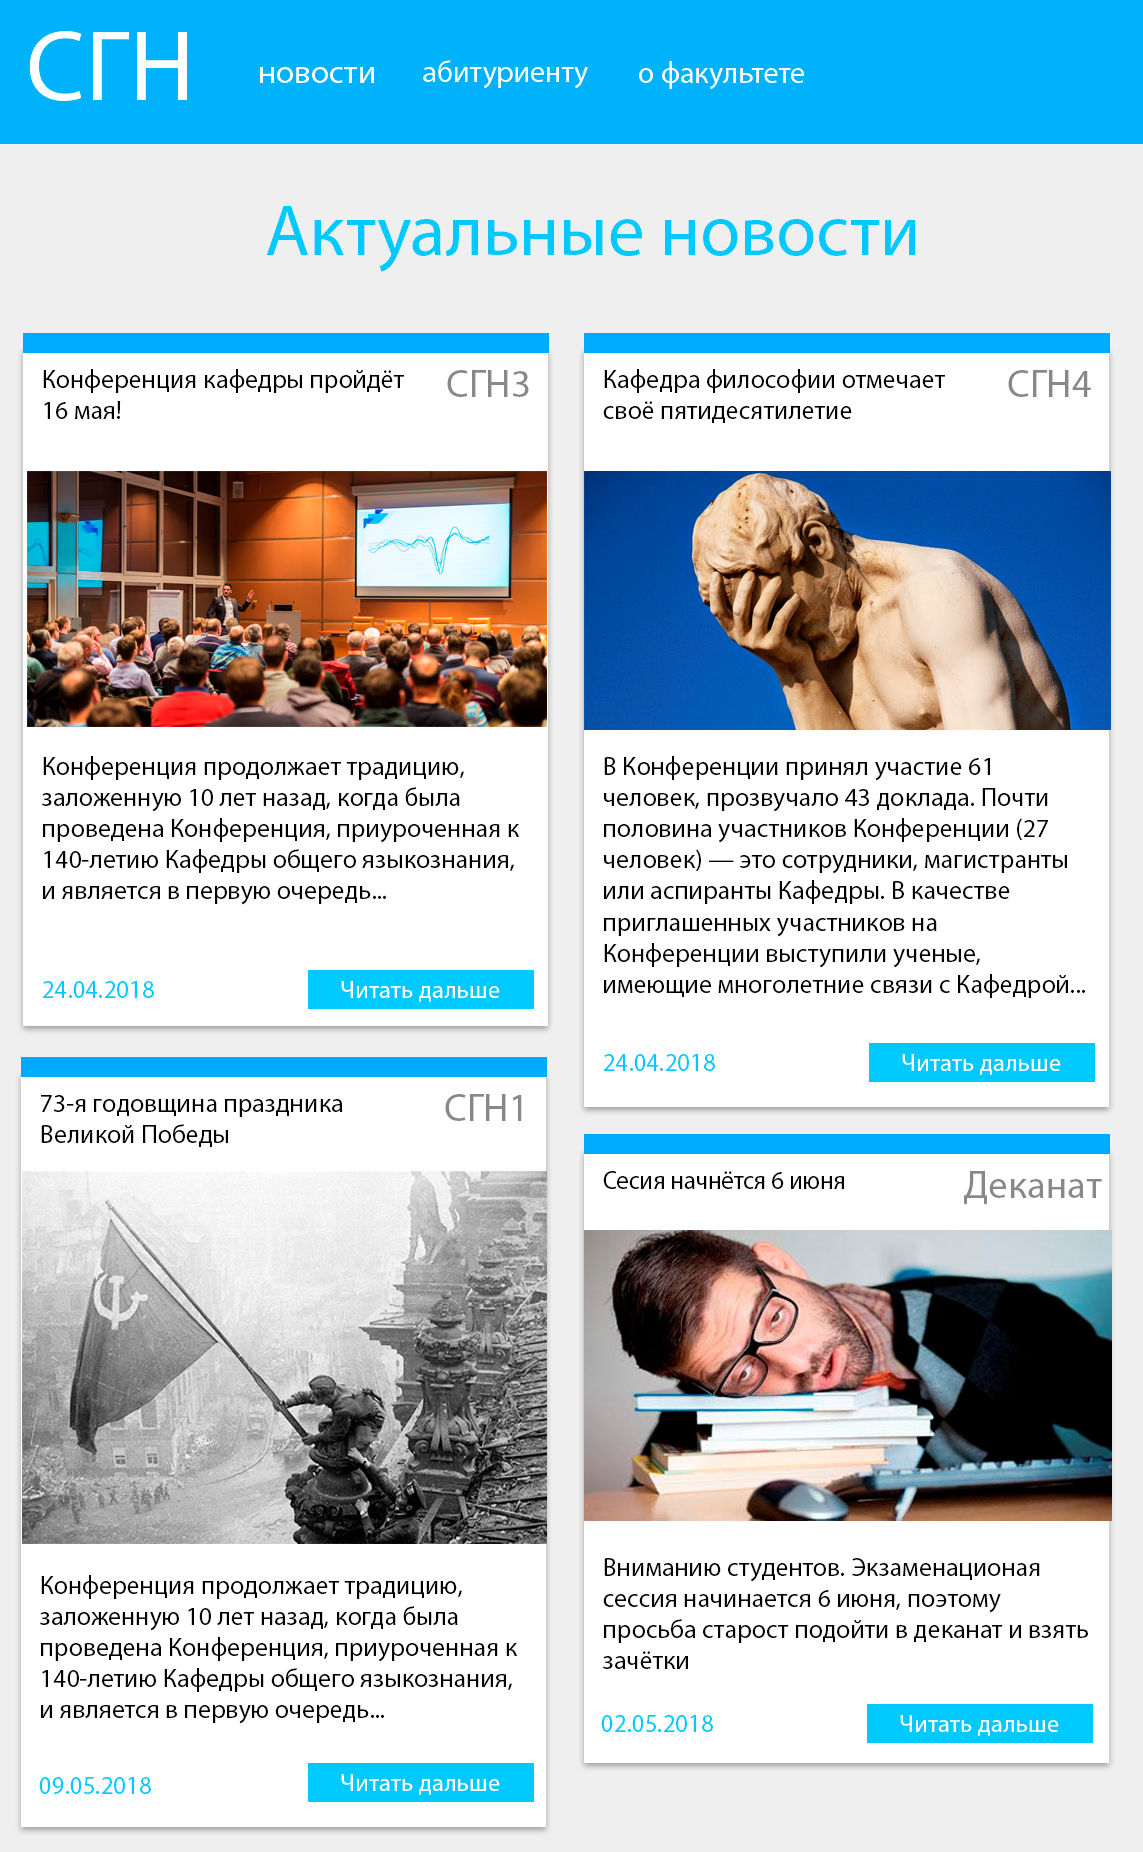 СГН
новости
абитуриенту
о факультете
Актуальные новости
Конференция кафедры пройдёт
16 мая!
СГН3
Конференция продолжает традицию,
заложенную 10 лет назад, когда была
проведена Конференция, приуроченная к
140-летию Кафедры общего языкознания,
и является в первую очередь...
24.04.2018
Читать дальше
Кафедра философии отмечает
своё пятидесятилетие
СГН4
В Конференции принял участие 61
человек, прозвучало 43 доклада. Почти
половина участников Конференции (27
человек) — это сотрудники, магистранты
или аспиранты Кафедры. В качестве
приглашенных участников на
Конференции выступили ученые,
имеющие многолетние связи с Кафедрой...
24.04.2018
Читать дальше
73-я годовщина праздника
Великой Победы
СГН1
Конференция продолжает традицию,
заложенную 10 лет назад, когда была
проведена Конференция, приуроченная к
140-летию Кафедры общего языкознания,
и является в первую очередь...
09.05.2018
Читать дальше
Сесия начнётся 6 июня
Деканат
Вниманию студентов. Экзаменационая
сессия начинается 6 июня, поэтому
просьба старост подойти в деканат и взять
зачётки
02.05.2018
Читать дальше